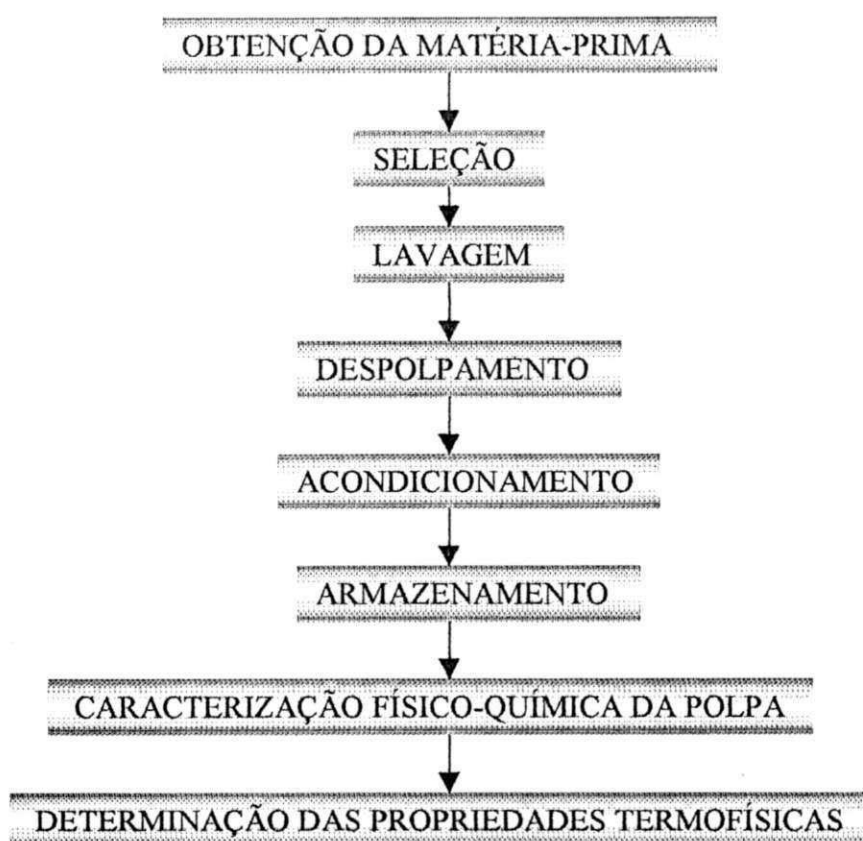 OBTENÇÃO DA MATÉRIA-PRIMA
SELEÇÃO
LAVAGEM
DESPOLPAMENTO
ACONDICIONAMENTO
ARMAZENAMENTO
CARACTERIZAÇÃO FÍSICO-QUÍMICA DA POLPA
DETERMINAÇÃO DAS PROPRIEDADES TERMOFÍSICAS